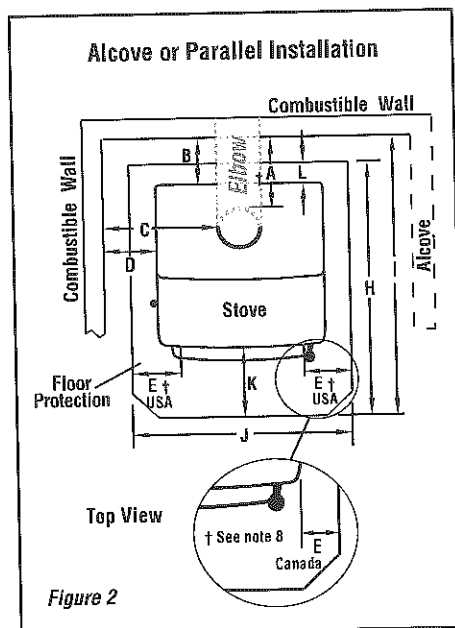 Alcove or Parallel Installation
Combustible Wall
Combustible Wall
Alcove
B
Elbow
A
L
C
D
H
I
Stove
Floor
Protection
E †
USA
K
E †
USA
J
Top View
† See note 8
E
Canada
Figure 2